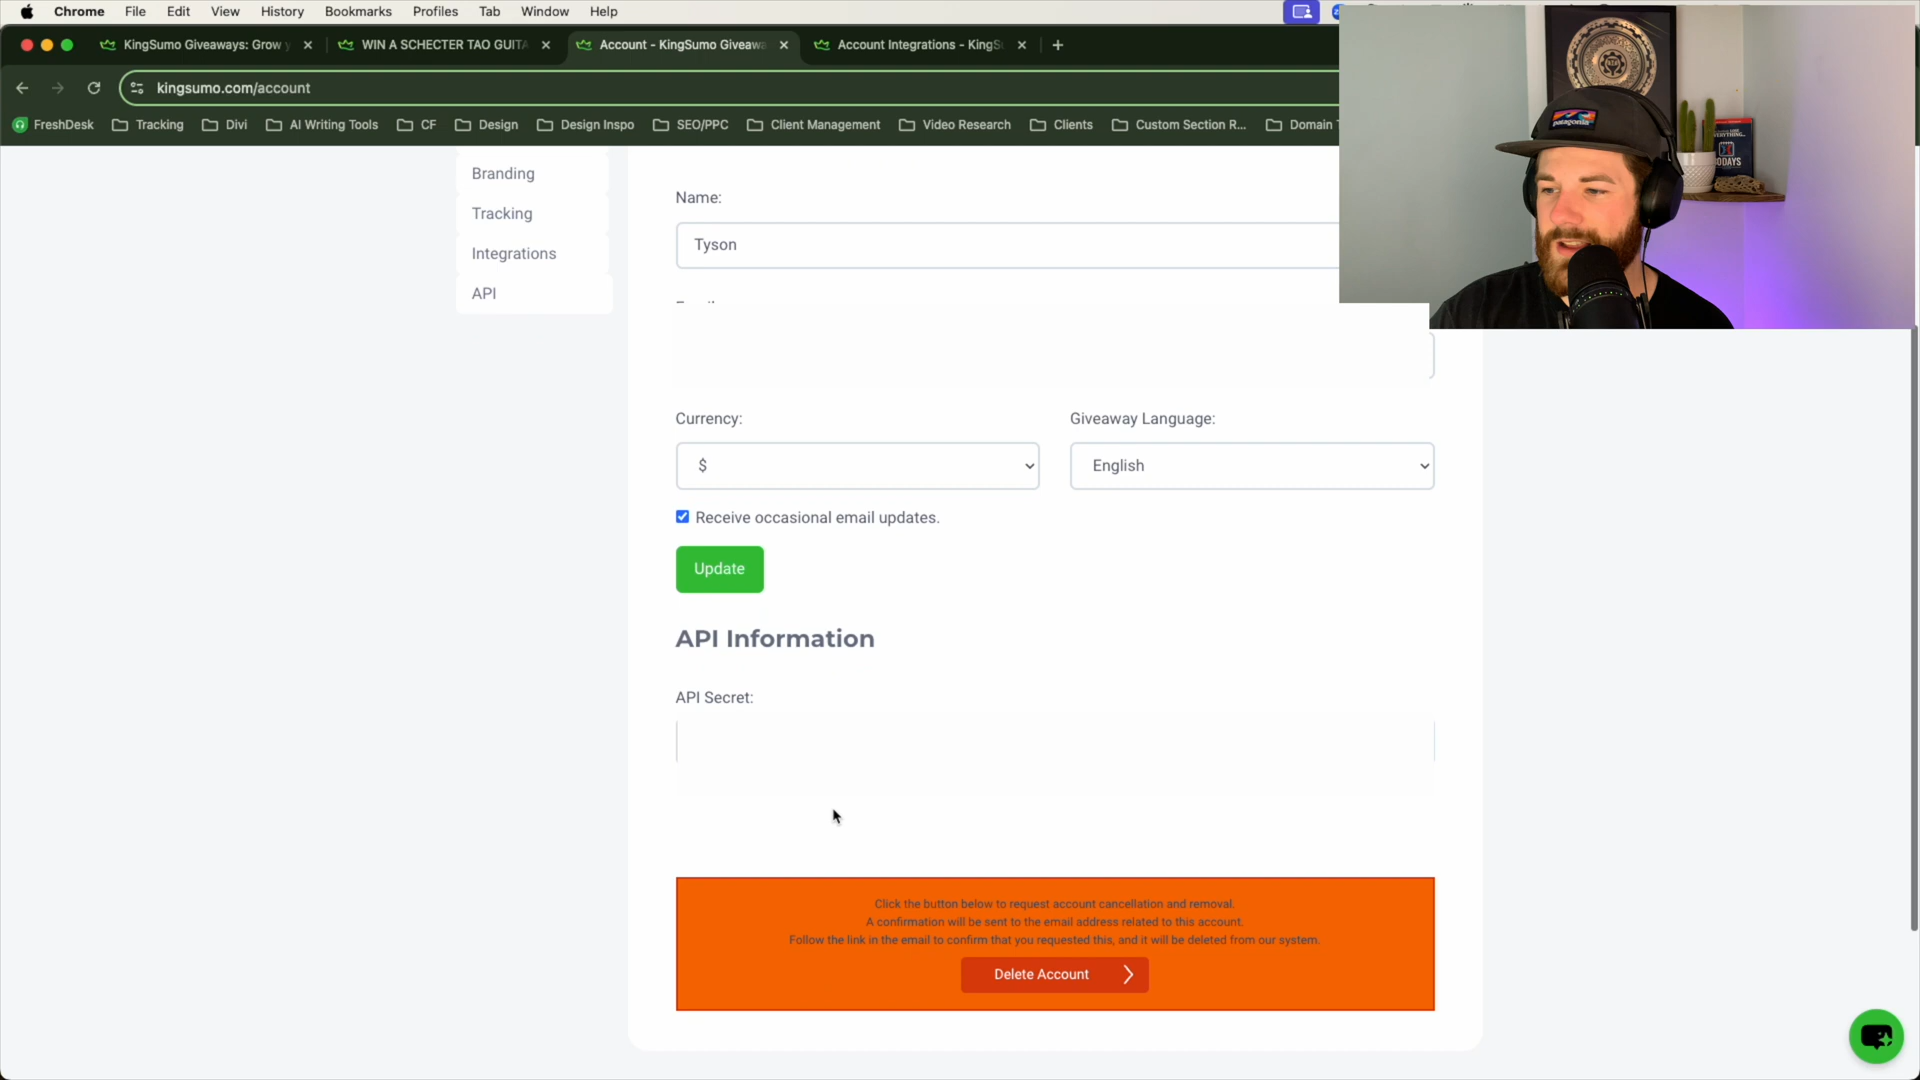 Chrome File Edit View History Bookmarks Profiles Tab Window Help
KingSumo Giveaways: Grow y
WIN A SCHECTER TAO GUITA
Account - KingSumo Giveawa
Account Integrations - KingS
kingsumo.com/account
FreshDesk Tracking Divi AI Writing Tools CF Design Design Inspo SEO/PPC Client Management Video Research Clients Custom Section R... Domain
patagonia
Branding
Tracking
Integrations
API
Name:
Tyson
Currency:
Giveaway Language:
$
English
Receive occasional email updates.
Update
API Information
API Secret:
Click the button below to request account cancellation and removal.
A confirmation will be sent to the email address related to this account.
Follow the link in the email to confirm that you requested this, and it will be deleted from our system.
Delete Account